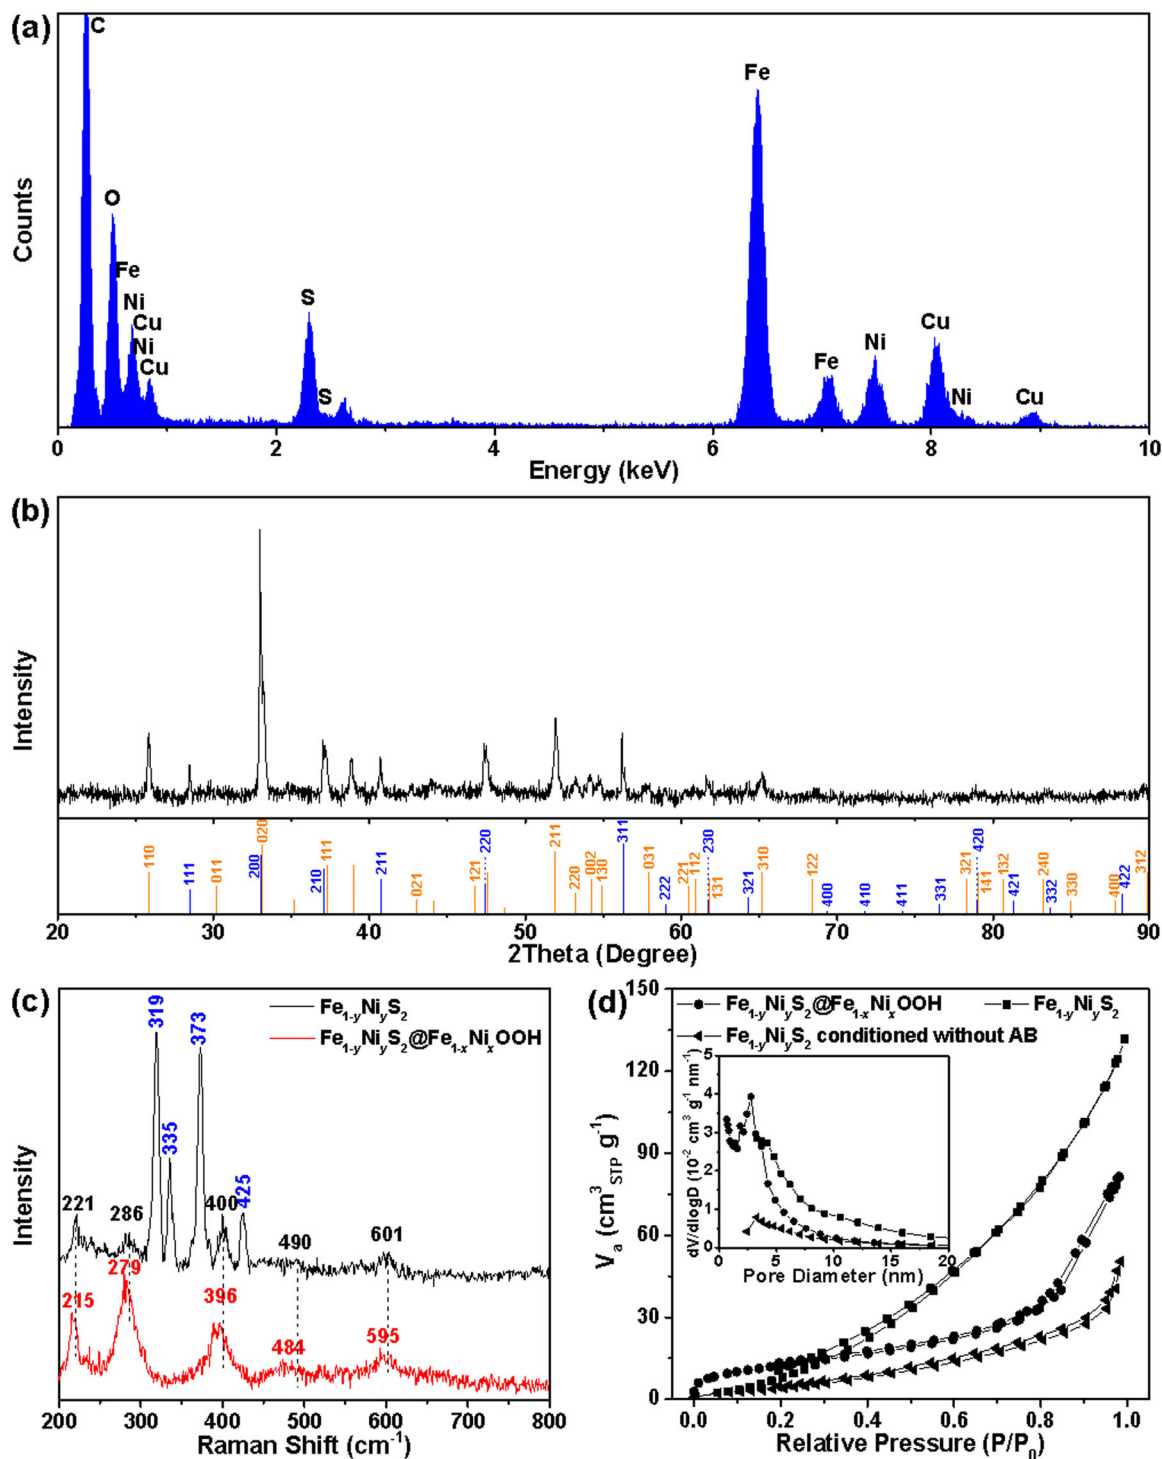 (a)
C
O
Fe
Ni
Cu
Ni
Cu
S
S
Fe
Fe
Ni
Cu
Ni
Cu
Counts
0 2 4 6 8 10
Energy (keV)
(b)
Intensity
110
111
011
200
020
210
111
211
021
121
220
211
220
002
130
311
031
222
221
112
230
131
321
310
122
400
410
411
331
321
420
141
132
421
240
332
330
400
422
312
20 30 40 50 60 70 80 90
2Theta (Degree)
(c)
Fe1-yNiyS2
Fe1-yNiyS2@Fe1-xNixOOH
319
373
335
221
286
400
425
490
601
279
215
396
484
595
Intensity
200 300 400 500 600 700 800
Raman Shift (cm-1)
(d)
Fe1-yNiyS2@Fe1-xNixOOH
Fe1-yNiyS2
Fe1-yNiyS2 conditioned without AB
Va (cm3STP g-1)
150
120
90
60
30
0
dV/dlogD (10-2 cm3 g-1 nm-1)
5
4
3
2
1
0
0 5 10 15 20
Pore Diameter (nm)
0.0 0.2 0.4 0.6 0.8 1.0
Relative Pressure (P/P0)